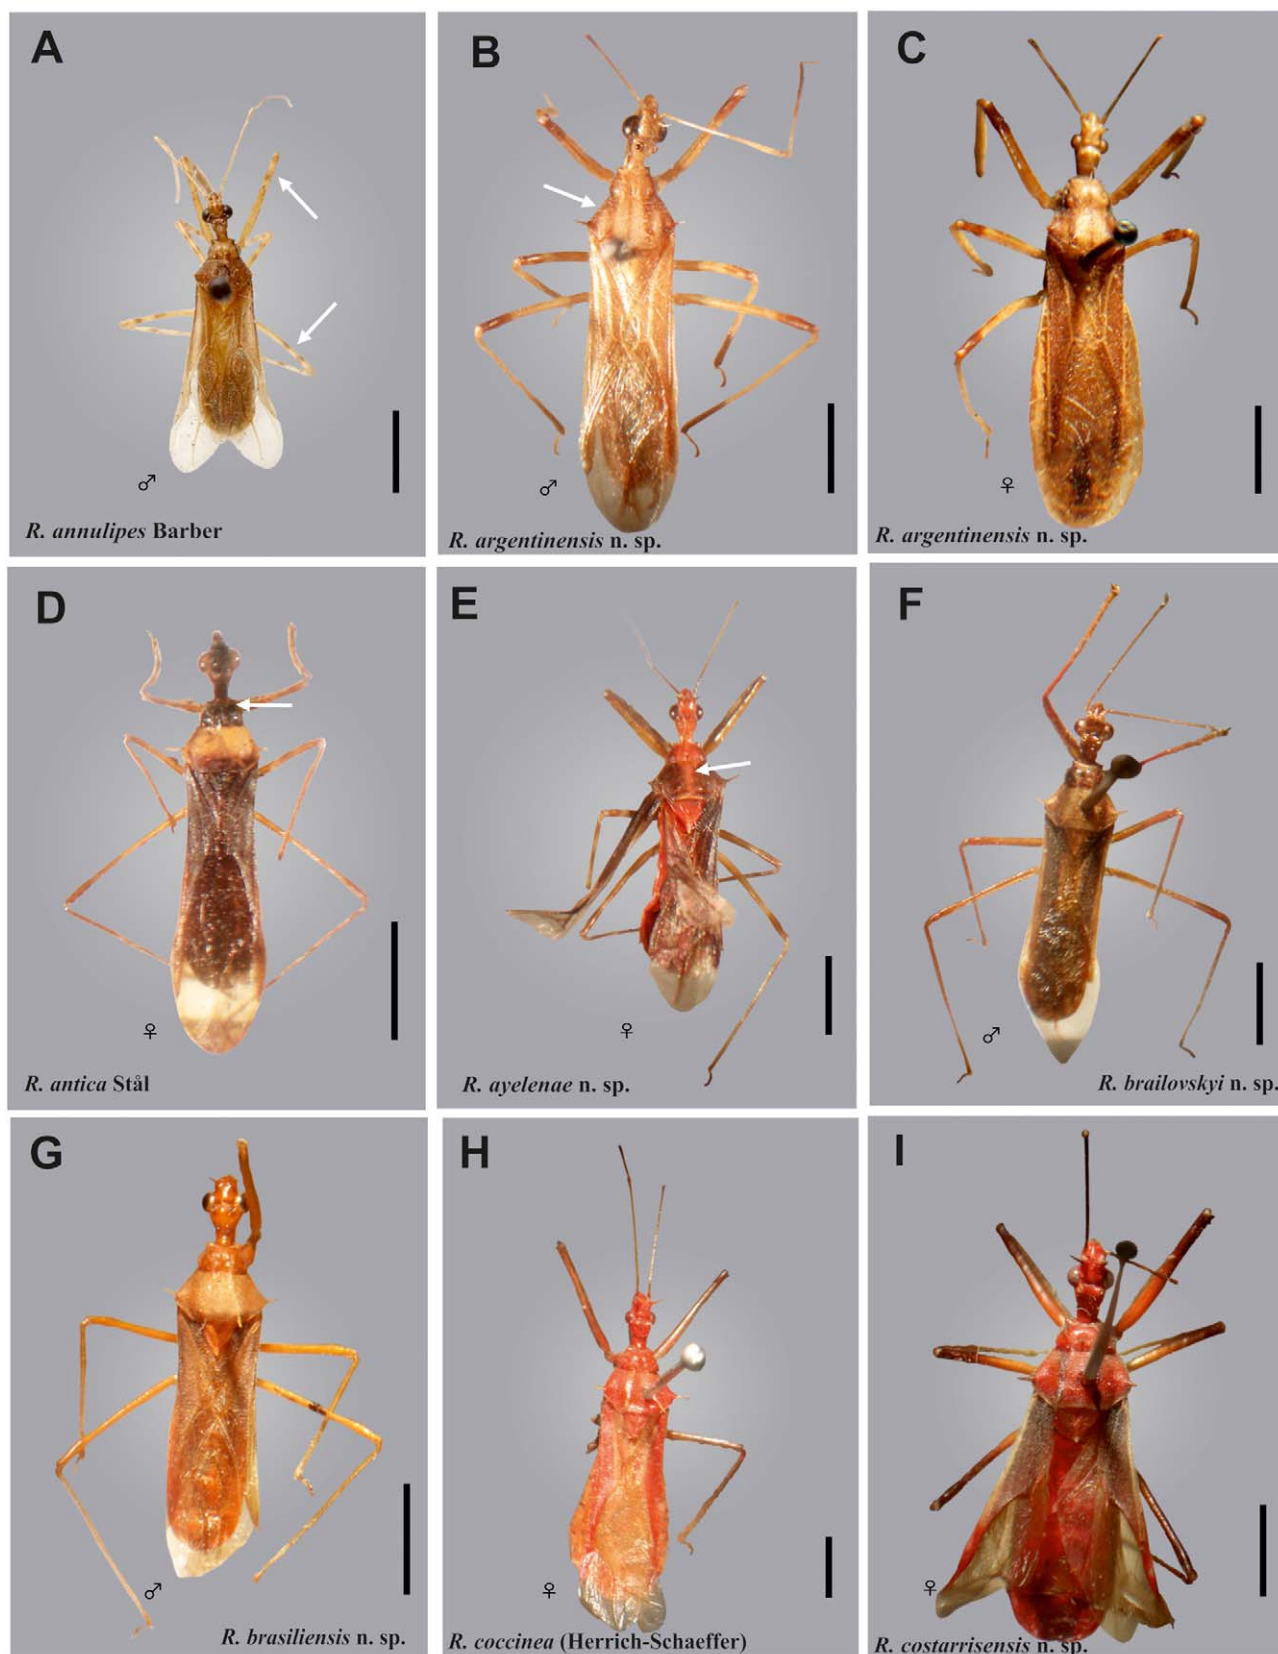 A
B
C
♂
♂
♀
R. annulipes Barber
R. argentinensis n. sp.
R. argentinensis n. sp.
D
E
F
♀
♀
♂
R. antica Stål
R. ayelenae n. sp.
R. brailovskyi n. sp.
G
H
I
♂
♀
♀
R. brasiliensis n. sp.
R. coccinea (Herrich-Schaeffer)
R. costarrisensis n. sp.